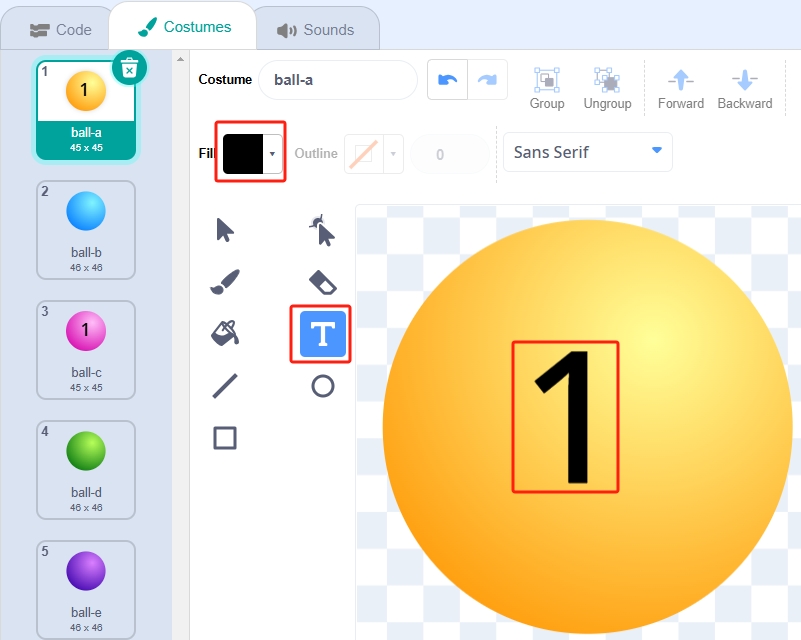 Code
Costumes
Sounds
1
1
ball-a
45 x 45
2
ball-b
46 x 46
3
1
ball-c
45 x 45
4
ball-d
46 x 46
5
ball-e
46 x 46
Costume
ball-a
Group
Ungroup
Forward
Backward
Fill
Outline
0
Sans Serif
T
1